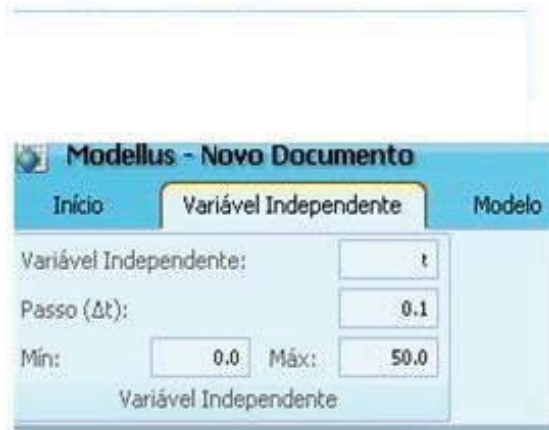 Modellus - Novo Documento
Início Variável Independente Modelo
Variável Independente: t
Passo (Δt): 0.1
Mín: 0.0 Máx: 50.0
Variável Independente